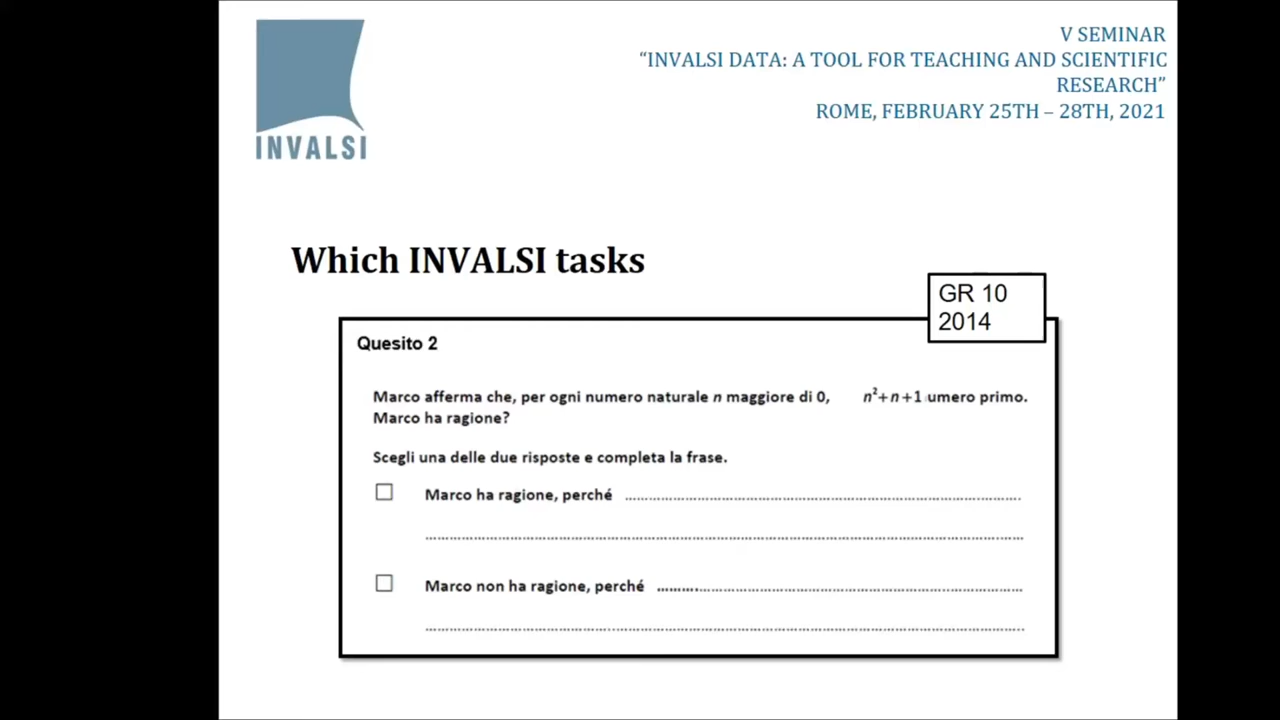 INVALSI
V SEMINAR
“INVALSI DATA: A TOOL FOR TEACHING AND SCIENTIFIC
RESEARCH”
ROME, FEBRUARY 25TH – 28TH, 2021
Which INVALSI tasks
GR 10
2014
Quesito 2
Marco afferma che, per ogni numero naturale n maggiore di 0, n²+n+1 umero primo.
Marco ha ragione?
Scegli una delle due risposte e completa la frase.
Marco ha ragione, perché
Marco non ha ragione, perché